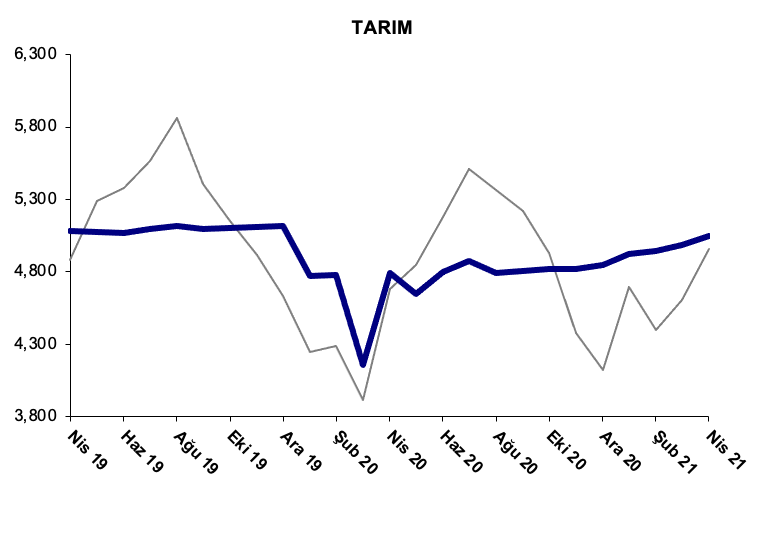 TARIM
6,300
5,800
5,300
4,800
4,300
3,800
Nis 19
Haz 19
Ağu 19
Eki 19
Ara 19
Şub 20
Nis 20
Haz 20
Ağu 20
Eki 20
Ara 20
Şub 21
Nis 21